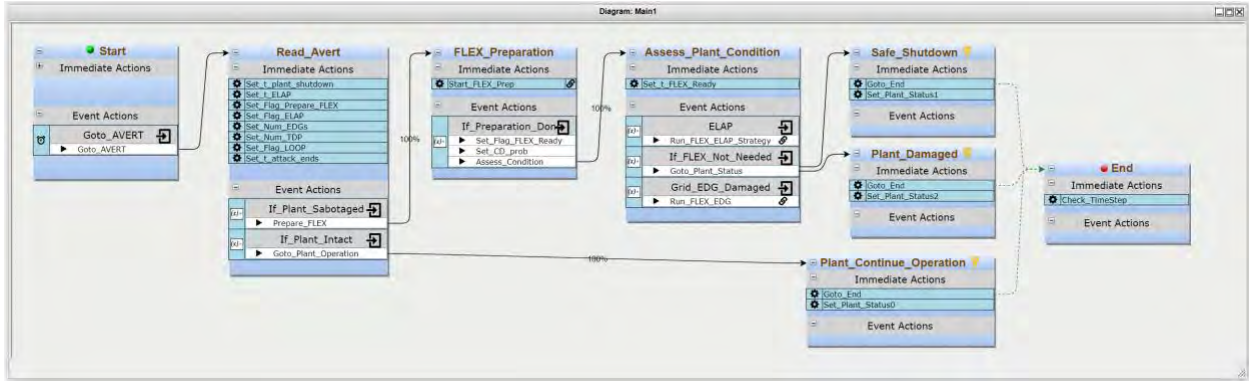 Diagram: Main1
Start
Immediate Actions
Event Actions
Goto_AVERT
Goto_AVERT
Read_Avert
Immediate Actions
Set_t_plant_shutdown
Set_t_ELAP
Set_Flag_Prepare_FLEX
Set_Flag_ELAP
Set_Num_EDGs
Set_Num_TDP
Set_Flag_LOOP
Set_t_attack_ends
Event Actions
If_Plant_Sabotaged
Prepare_FLEX
If_Plant_Intact
Goto_Plant_Operation
100%
FLEX_Preparation
Immediate Actions
Start_FLEX_Prep
Event Actions
If_Preparation_Don
Set_Flag_FLEX_Ready
Set_CD_prob
Assess_Condition
100%
Assess_Plant_Condition
Immediate Actions
Set_t_FLEX_Ready
Event Actions
ELAP
Run_FLEX_ELAP_Strategy
If_FLEX_Not_Needed
Goto_Plant_Status
Grid_EDG_Damaged
Run_FLEX_EDG
100%
Safe_Shutdown
Immediate Actions
Goto_End
Set_Plant_Status1
Event Actions
Plant_Damaged
Immediate Actions
Goto_End
Set_Plant_Status2
Event Actions
Plant_Continue_Operation
Immediate Actions
Goto_End
Set_Plant_Status0
Event Actions
End
Immediate Actions
Check_TimeStep
Event Actions